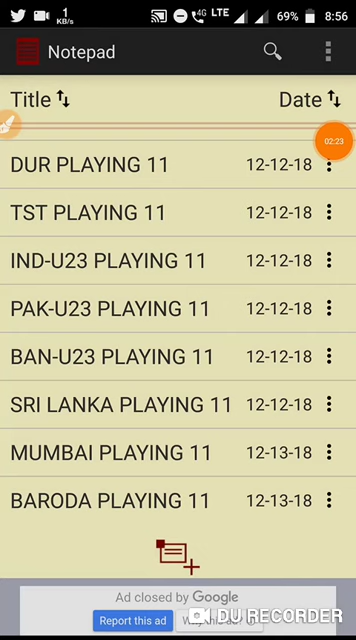 1 KB/s 4G LTE 69% 8:56
Notepad
Title Date
02:23
DUR PLAYING 11 12-12-18
TST PLAYING 11 12-12-18
IND-U23 PLAYING 11 12-12-18
PAK-U23 PLAYING 11 12-12-18
BAN-U23 PLAYING 11 12-12-18
SRI LANKA PLAYING 11 12-12-18
MUMBAI PLAYING 11 12-13-18
BARODA PLAYING 11 12-13-18
Ad closed by Google
Report this ad
DU RECORDER